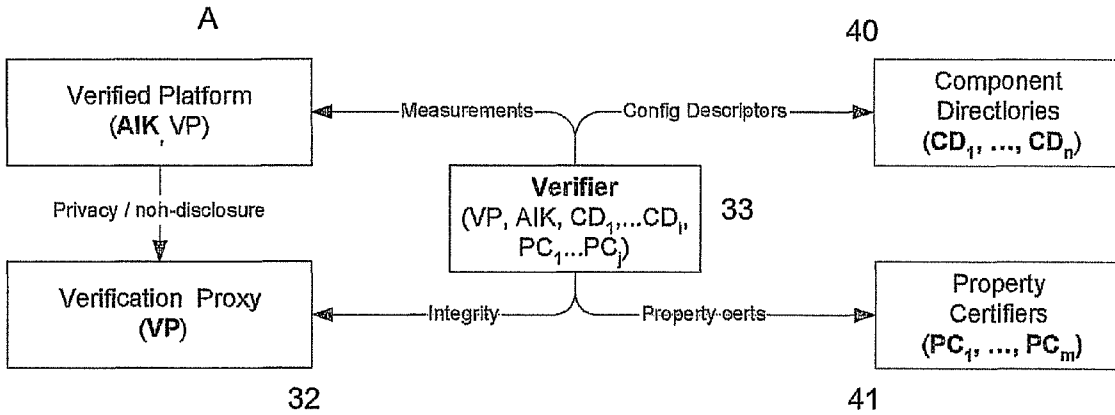 A
40
Verified Platform
(AIK, VP)
Measurements
Config Descriptors
Component
Directlories
(CD₁, ..., CDₙ)
Privacy / non-disclosure
Verifier
(VP, AIK, CD₁,...CDᵢ,
PC₁...PCⱼ)
33
Verification Proxy
(VP)
Integrity
Property certs
Property
Certifiers
(PC₁, ..., PCₘ)
32
41